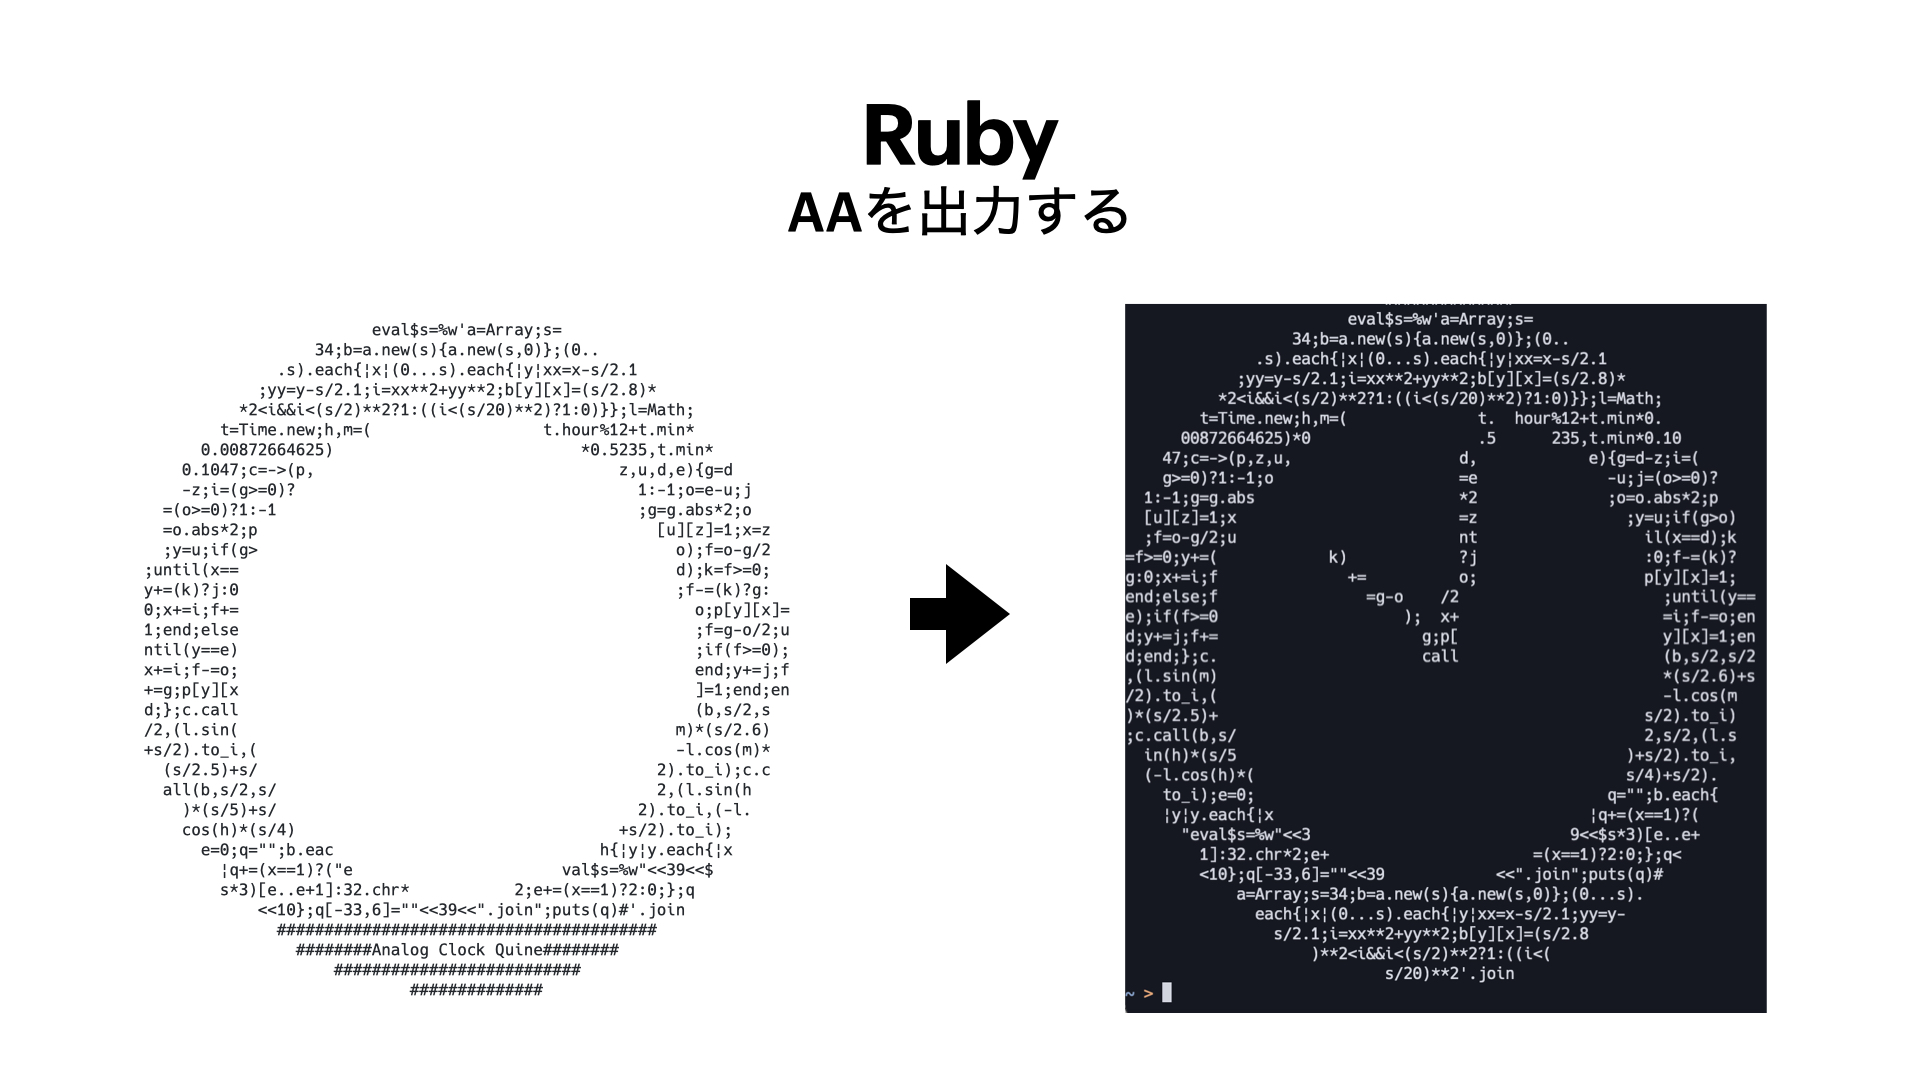 Ruby
AAを出力する
eval$s=%w'a=Array;s=
34;b=a.new(s){a.new(s,0)};(0..
.s).each{¦x¦(0...s).each{¦y¦xx=x-s/2.1
;yy=y-s/2.1;i=xx**2+yy**2;b[y][x]=(s/2.8)*
*2<i&&i<(s/2)**2?1:((i<(s/20)**2)?1:0)}};l=Math;
t=Time.new;h,m=( t.hour%12+t.min*
0.00872664625) *0.5235,t.min*
0.1047;c=->(p, z,u,d,e){g=d
-z;i=(g>=0)? 1:-1;o=e-u;j
=(o>=0)?1:-1 ;g=g.abs*2;o
=o.abs*2;p [u][z]=1;x=z
;y=u;if(g> o);f=o-g/2
;until(x== d);k=f>=0;
y+=(k)?j:0 ;f-=(k)?g:
0;x+=i;f+= o;p[y][x]=
1;end;else ;f=g-o/2;u
ntil(y==e) ;if(f>=0);
x+=i;f-=o; end;y+=j;f
+=g;p[y][x ]=1;end;en
d;};c.call (b,s/2,s
/2,(l.sin( m)*(s/2.6)
+s/2).to_i,( -l.cos(m)*
(s/2.5)+s/ 2).to_i);c.c
all(b,s/2,s/ 2,(l.sin(h
)*(s/5)+s/ 2).to_i,(-l.
cos(h)*(s/4) +s/2).to_i);
e=0;q="";b.eac h{¦y¦y.each{¦x
¦q+=(x==1)?("e val$s=%w"<<39<<$
s*3)[e..e+1]:32.chr* 2;e+=(x==1)?2:0;};q
<<10};q[-33,6]=""<<39<<".join";puts(q)#'.join
########################################
########Analog Clock Quine########
##########################
##############
eval$s=%w'a=Array;s=
34;b=a.new(s){a.new(s,0)};(0..
.s).each{¦x¦(0...s).each{¦y¦xx=x-s/2.1
;yy=y-s/2.1;i=xx**2+yy**2;b[y][x]=(s/2.8)*
*2<i&&i<(s/2)**2?1:((i<(s/20)**2)?1:0)}};l=Math;
t=Time.new;h,m=( t. hour%12+t.min*0.
00872664625)*0 .5 235,t.min*0.10
47;c=->(p,z,u, d, e){g=d-z;i=(
g>=0)?1:-1;o =e -u;j=(o>=0)?
1:-1;g=g.abs *2 ;o=o.abs*2;p
[u][z]=1;x =z ;y=u;if(g>o)
;f=o-g/2;u nt il(x==d);k
=f>=0;y+=( k) ?j :0;f-=(k)?
g:0;x+=i;f += o; p[y][x]=1;
end;else;f =g-o /2 ;until(y==
e);if(f>=0 ); x+ =i;f-=o;en
d;y+=j;f+= g;p[ y][x]=1;en
d;end;};c. call (b,s/2,s/2
,(l.sin(m) *(s/2.6)+s
/2).to_i,( -l.cos(m
)*(s/2.5)+ s/2).to_i)
;c.call(b,s/ 2,s/2,(l.s
in(h)*(s/5 )+s/2).to_i,
(-l.cos(h)*( s/4)+s/2).
to_i);e=0; q="";b.each{
¦y¦y.each{¦x ¦q+=(x==1)?(
"eval$s=%w"<<3 9<<$s*3)[e..e+
1]:32.chr*2;e+ =(x==1)?2:0;};q<
<10};q[-33,6]=""<<39 <<".join";puts(q)#
a=Array;s=34;b=a.new(s){a.new(s,0)};(0...s).
each{¦x¦(0...s).each{¦y¦xx=x-s/2.1;yy=y-
s/2.1;i=xx**2+yy**2;b[y][x]=(s/2.8
)**2<i&&i<(s/2)**2?1:((i<(
s/20)**2'.join
~ >